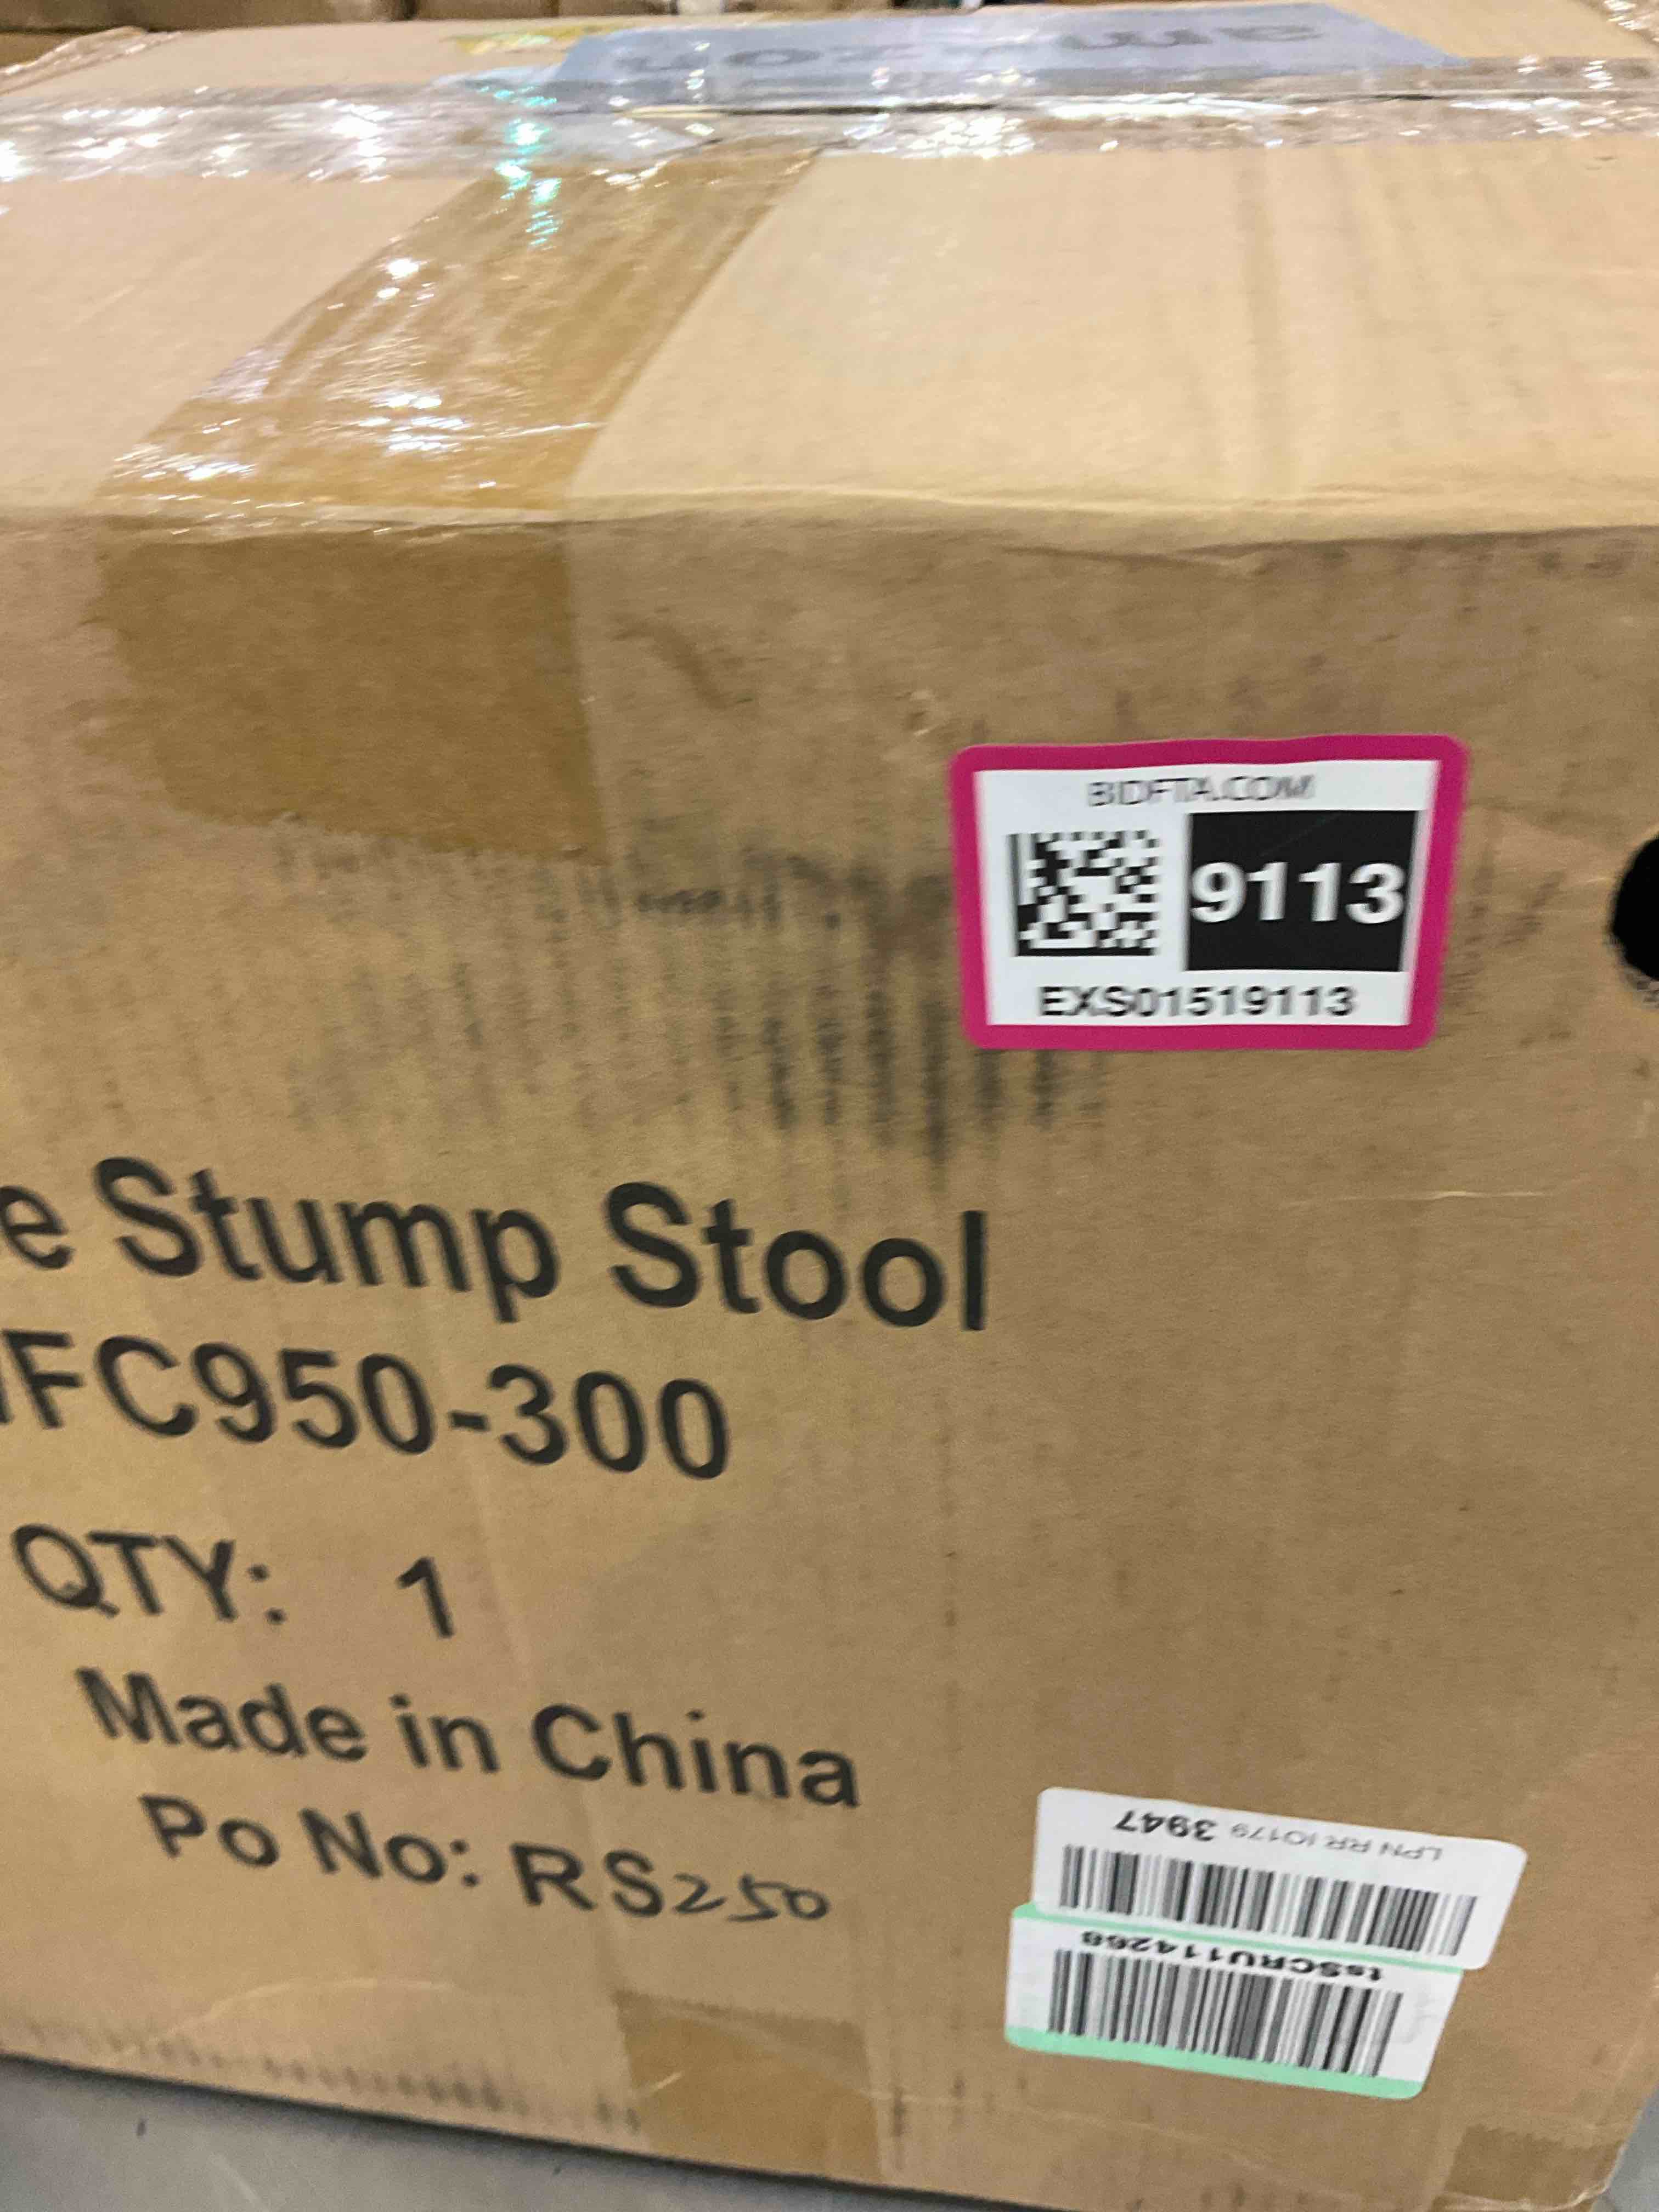 BIDFTA.COM
9113
EXS01519113
e Stump Stool
FC950-300
QTY: 1
Made in China
Po No: RS250
LPN RR IO179 3947
tsSCRU114268